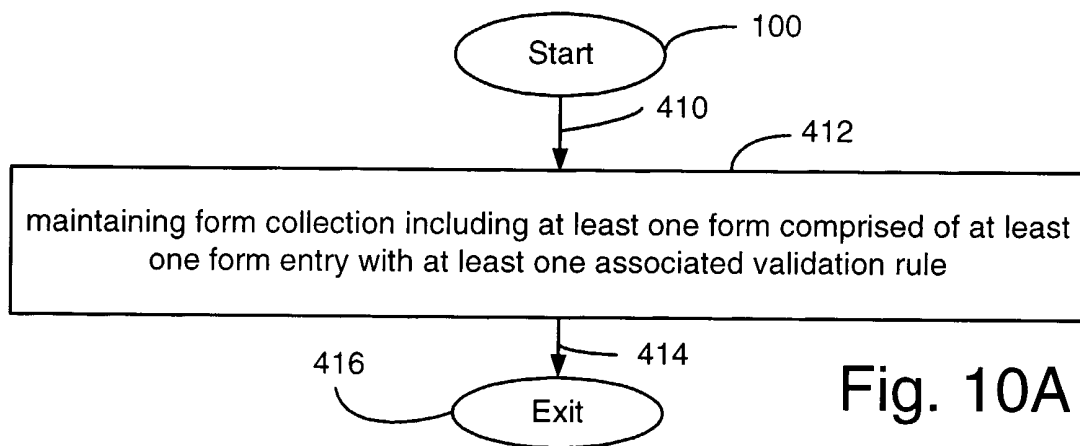 Start
100
410
412
maintaining form collection including at least one form comprised of at least
one form entry with at least one associated validation rule
414
416
Exit
Fig. 10A